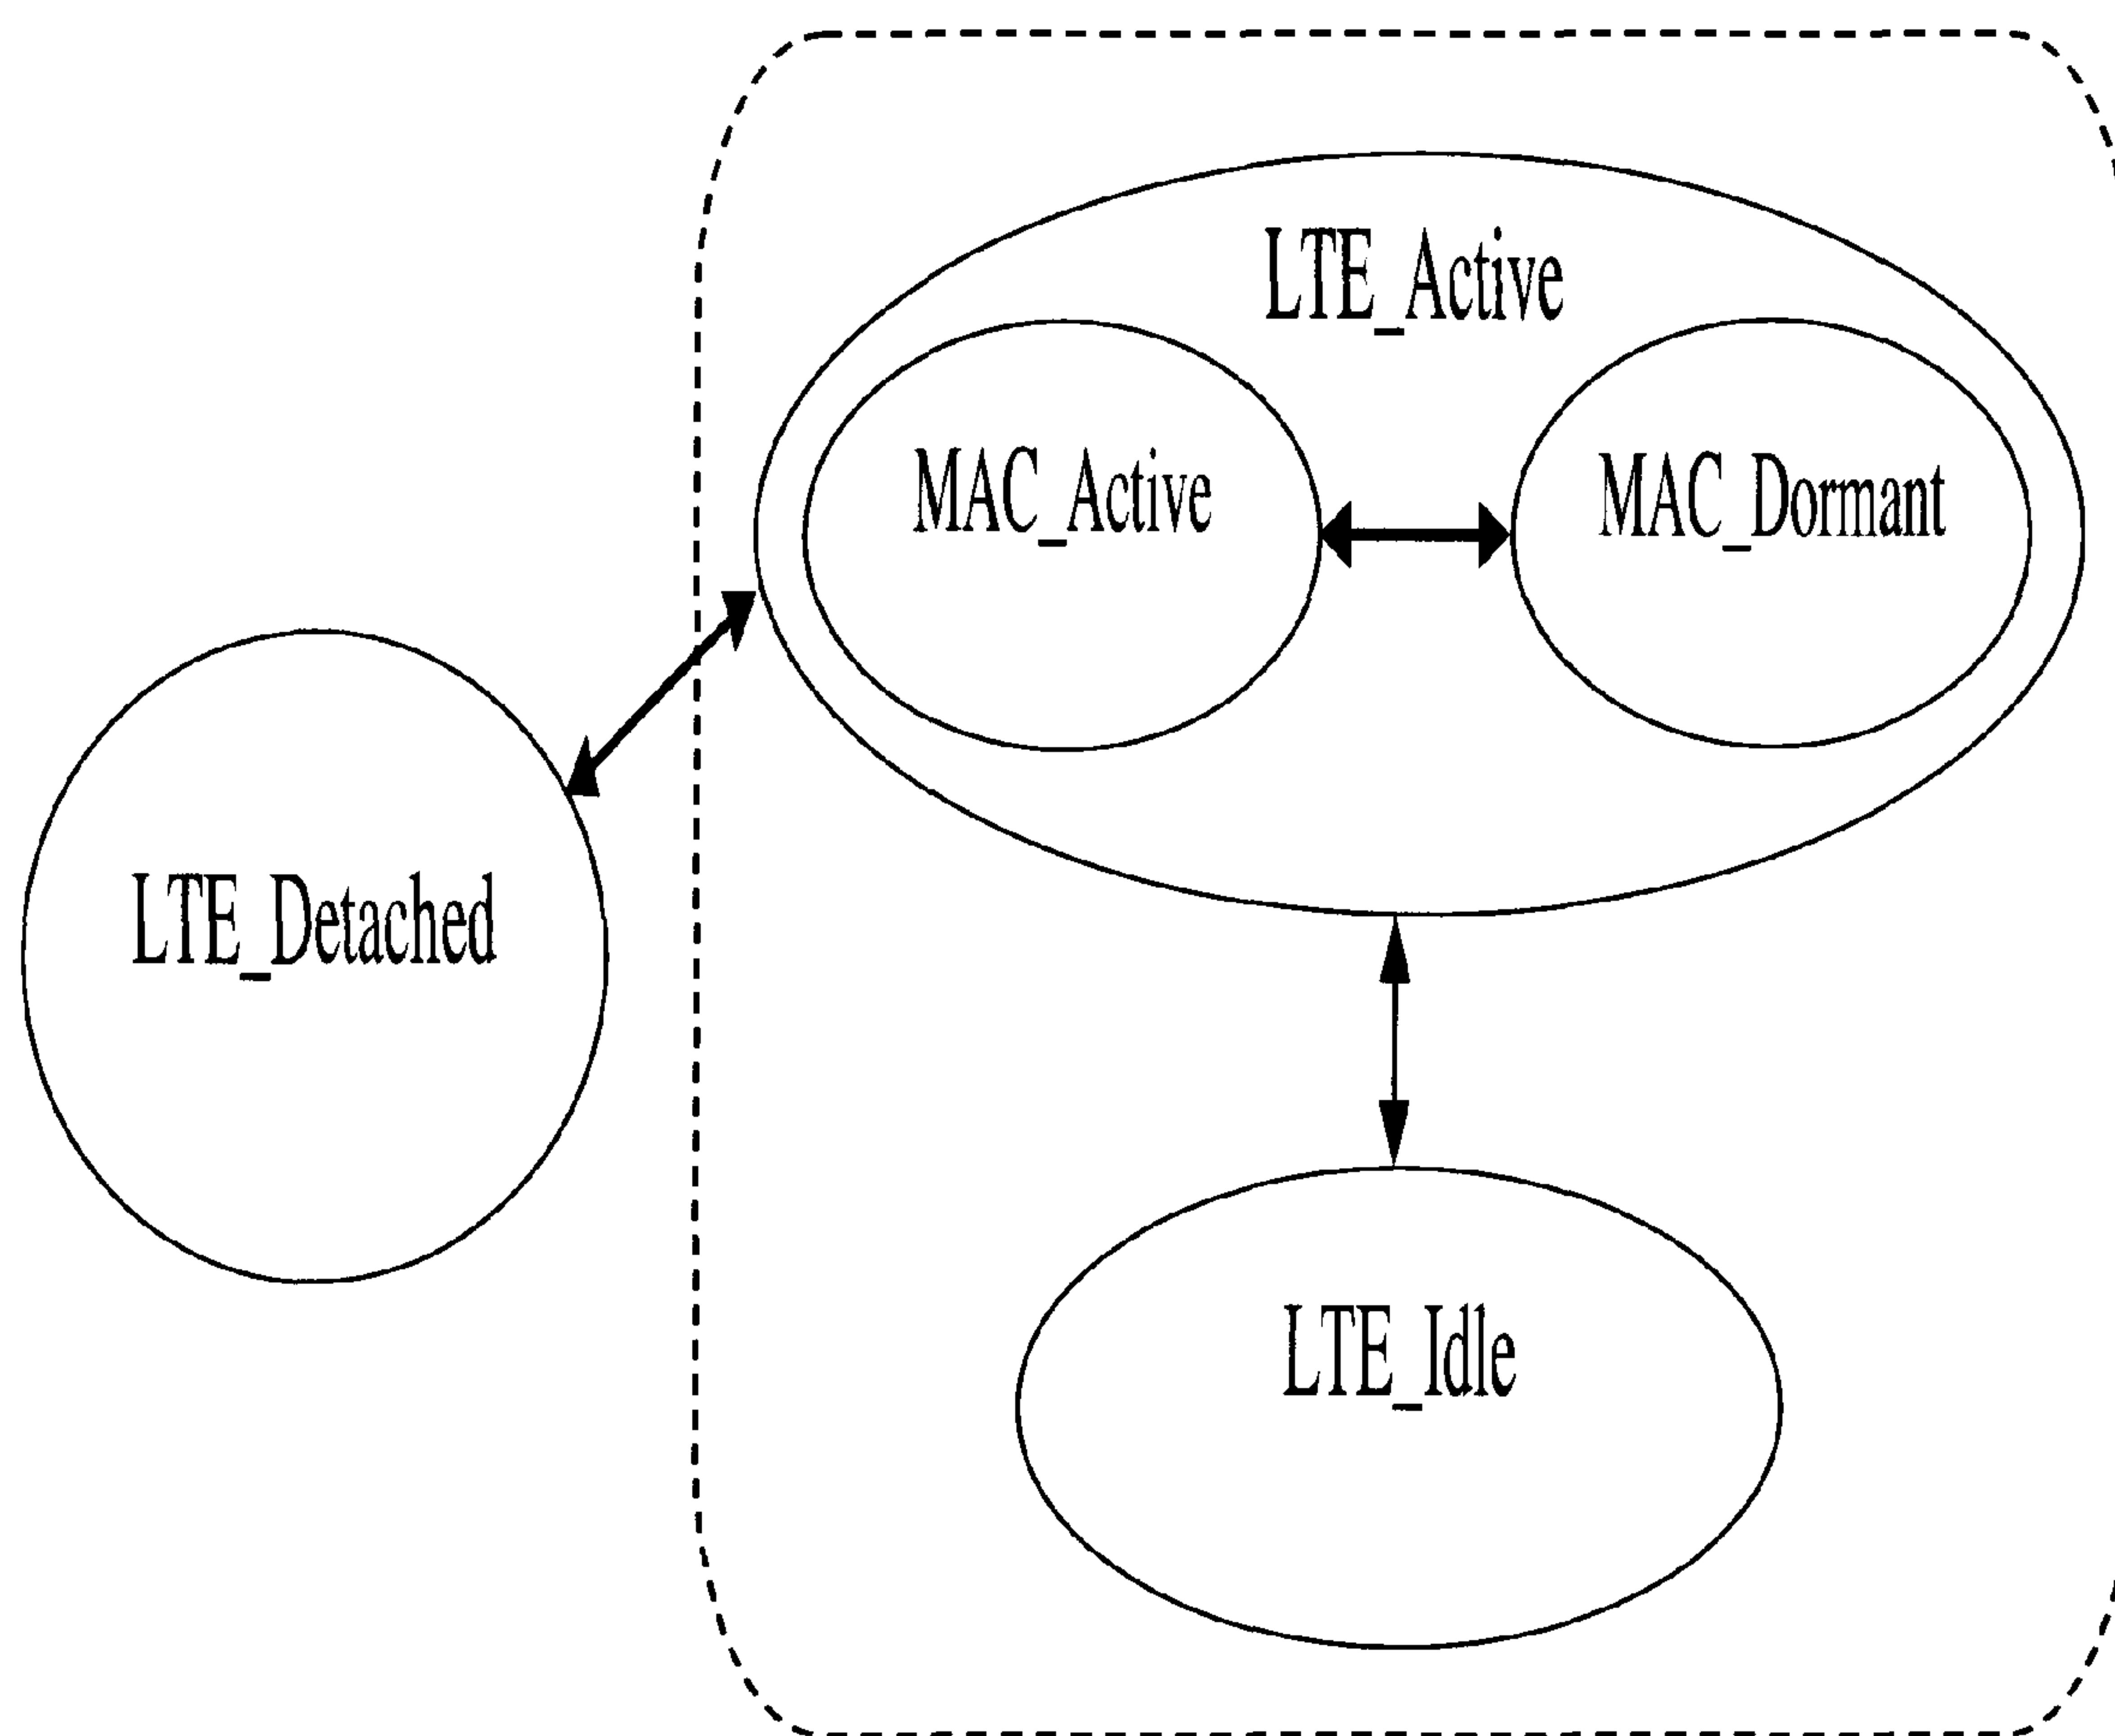 LTE_Active
MAC_Active
MAC_Dormant
LTE_Detached
LTE_Idle